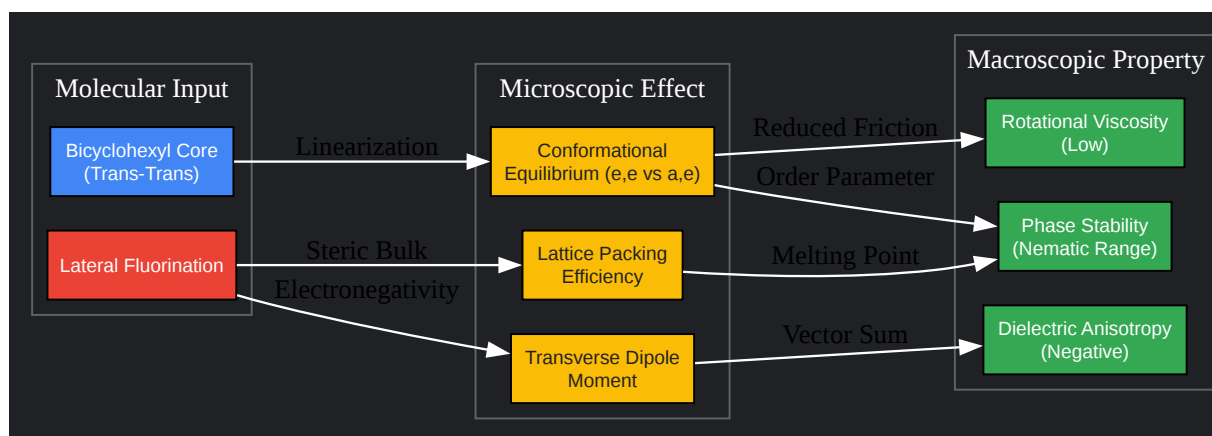 Molecular Input
Bicyclohexyl Core
(Trans-Trans)
Lateral Fluorination
Linearization
Steric Bulk
Electronegativity
Microscopic Effect
Conformational
Equilibrium (e,e vs a,e)
Lattice Packing
Efficiency
Transverse Dipole
Moment
Reduced Friction
Order Parameter
Melting Point
Vector Sum
Macroscopic Property
Rotational Viscosity
(Low)
Phase Stability
(Nematic Range)
Dielectric Anisotropy
(Negative)